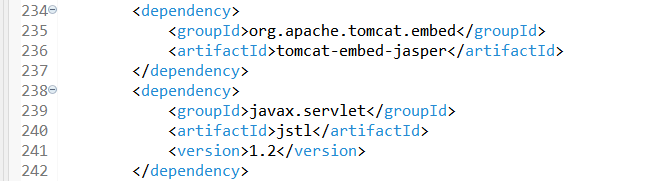 234 <dependency>
235 <groupId>org.apache.tomcat.embed</groupId>
236 <artifactId>tomcat-embed-jasper</artifactId>
237 </dependency>
238 <dependency>
239 <groupId>javax.servlet</groupId>
240 <artifactId>jstl</artifactId>
241 <version>1.2</version>
242 </dependency>